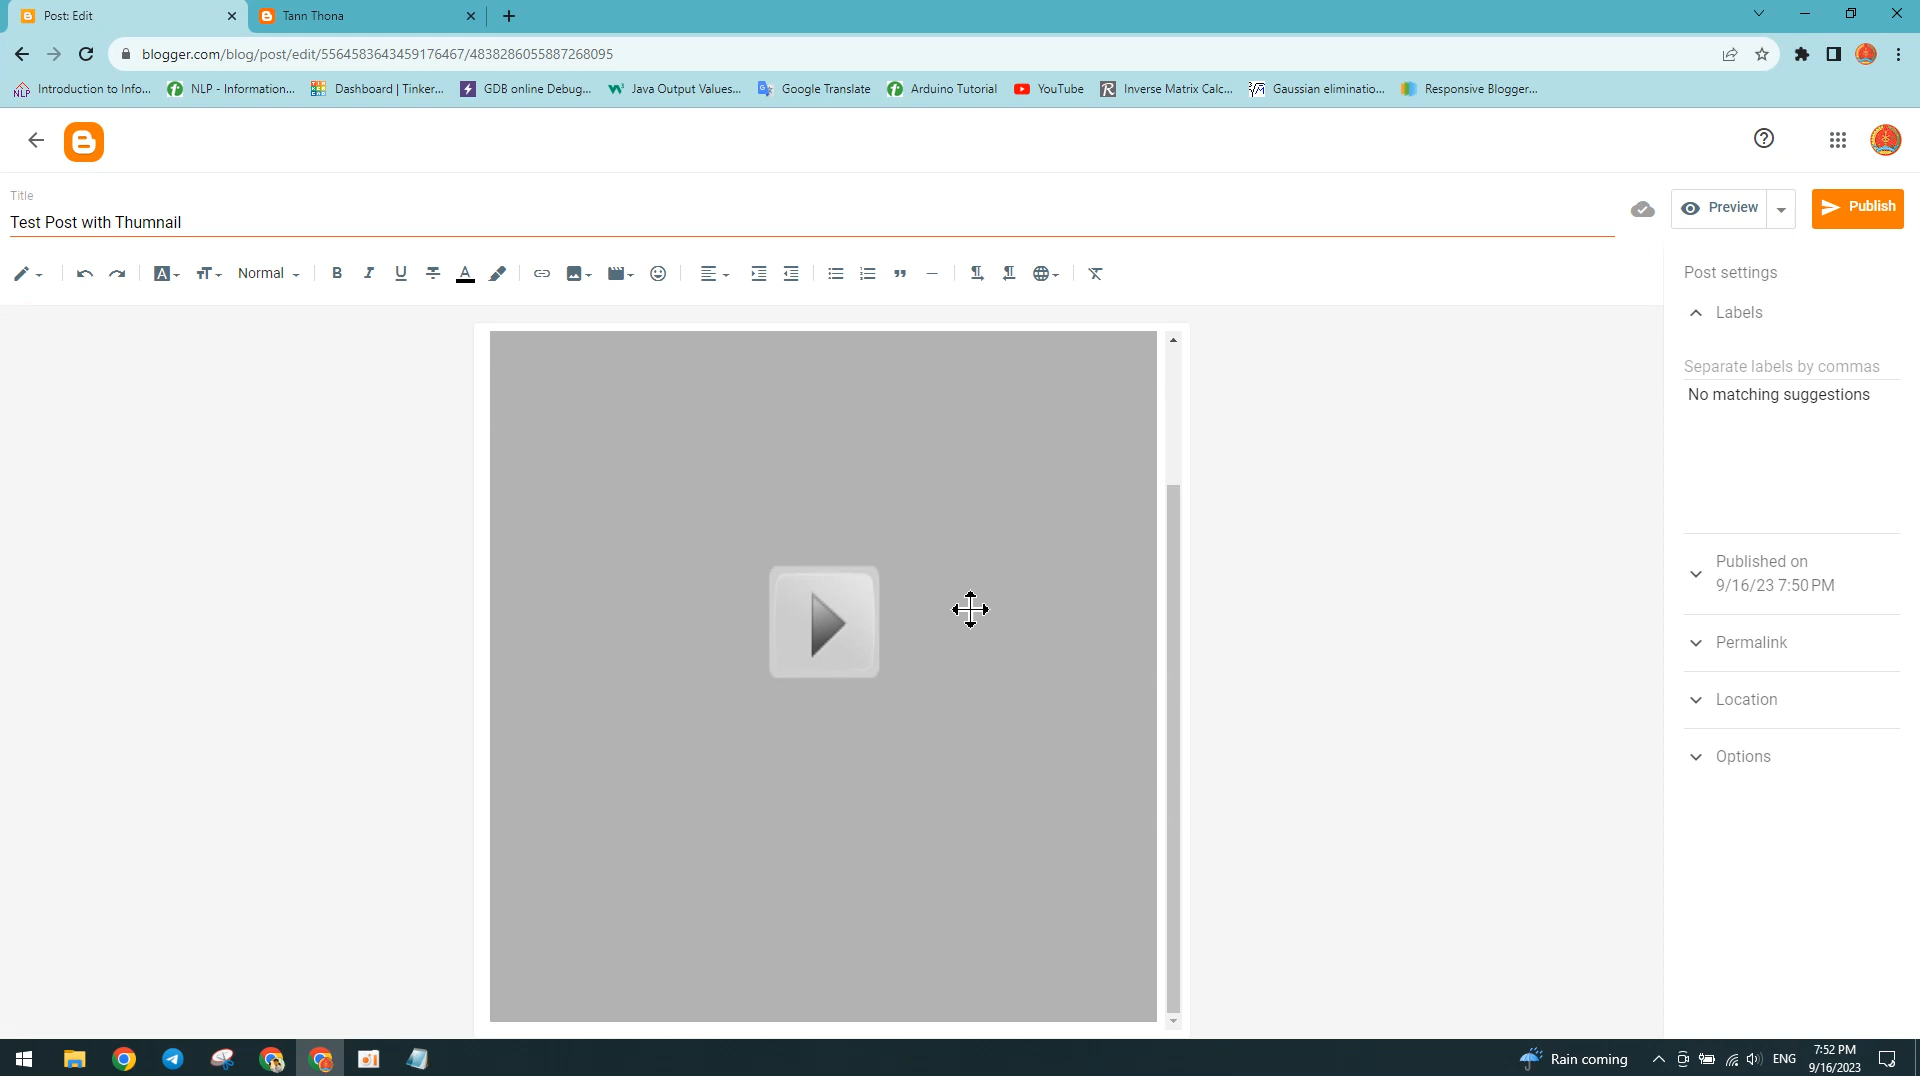 Post: Edit
Tann Thona
blogger.com/blog/post/edit/5564583643459176467/4838286055887268095
NLP Introduction to Info...
NLP - Information...
Dashboard | Tinker...
GDB online Debug...
Java Output Values...
Google Translate
Arduino Tutorial
YouTube
Inverse Matrix Calc...
Gaussian eliminatio...
Responsive Blogger...
Title
Test Post with Thumnail
Preview
Publish
Normal
B I U A
Post settings
Labels
Separate labels by commas
No matching suggestions
Published on
9/16/23 7:50 PM
Permalink
Location
Options
Rain coming
ENG
7:52 PM
9/16/2023